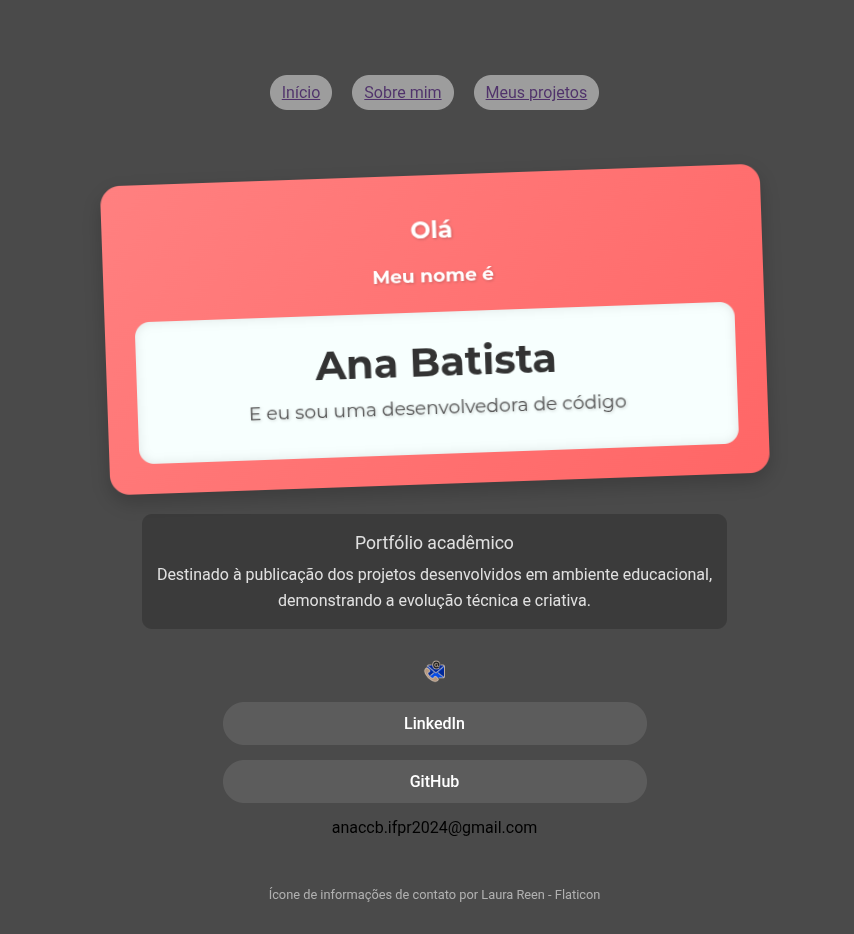 Início
Sobre mim
Meus projetos
Olá
Meu nome é
Ana Batista
E eu sou uma desenvolvedora de código
Portfólio acadêmico
Destinado à publicação dos projetos desenvolvidos em ambiente educacional,
demonstrando a evolução técnica e criativa.
LinkedIn
GitHub
anaccb.ifpr2024@gmail.com
Ícone de informações de contato por Laura Reen - Flaticon